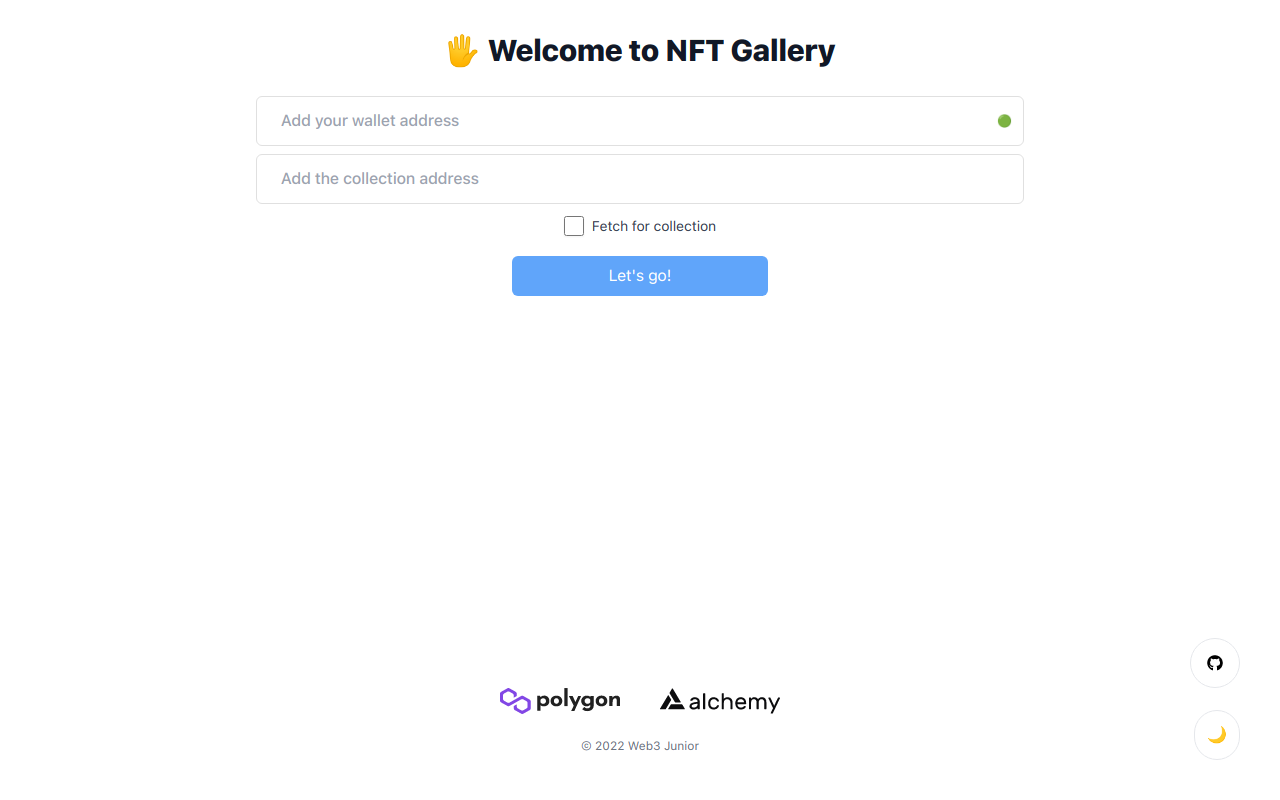 🖐 Welcome to NFT Gallery
Add your wallet address
Add the collection address
Fetch for collection
Let's go!
polygon
alchemy
© 2022 Web3 Junior